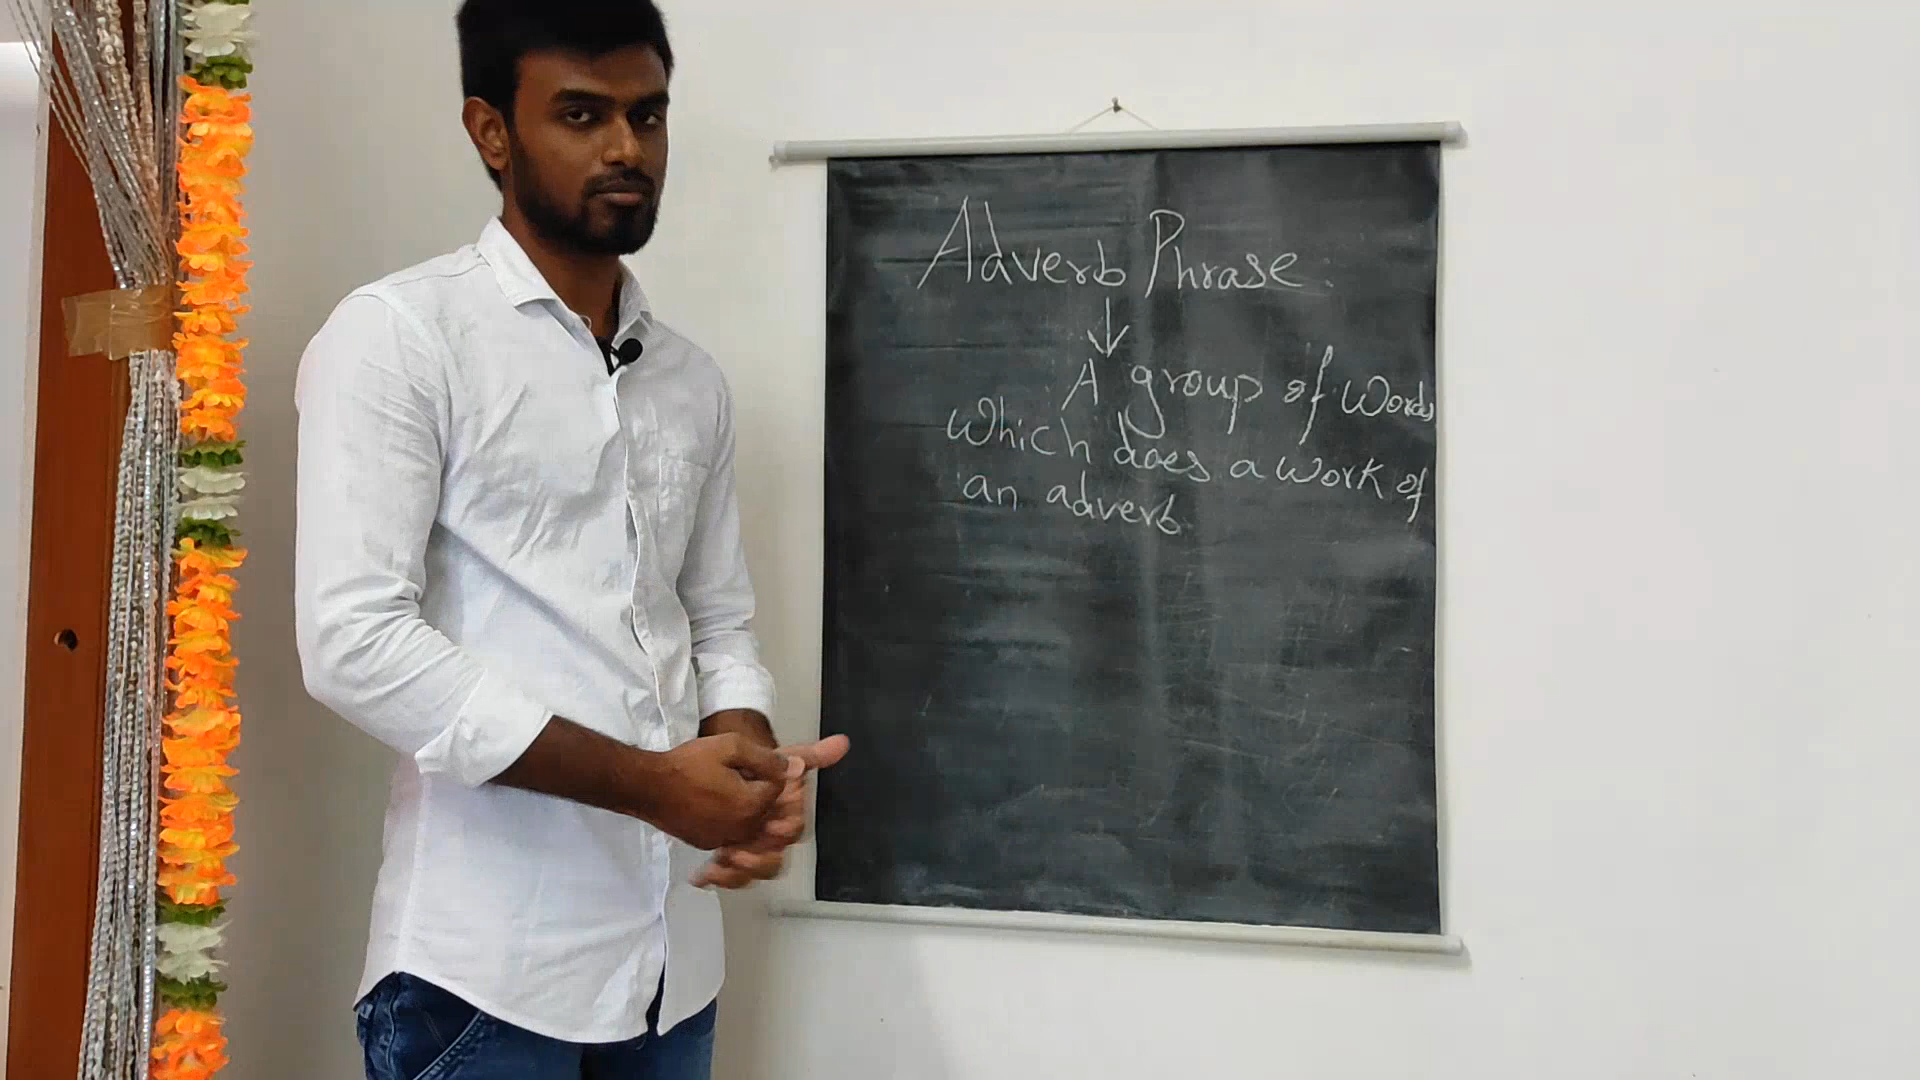 Adverb Phrase.
↓
A group of Words
Which does a work of
an adverb